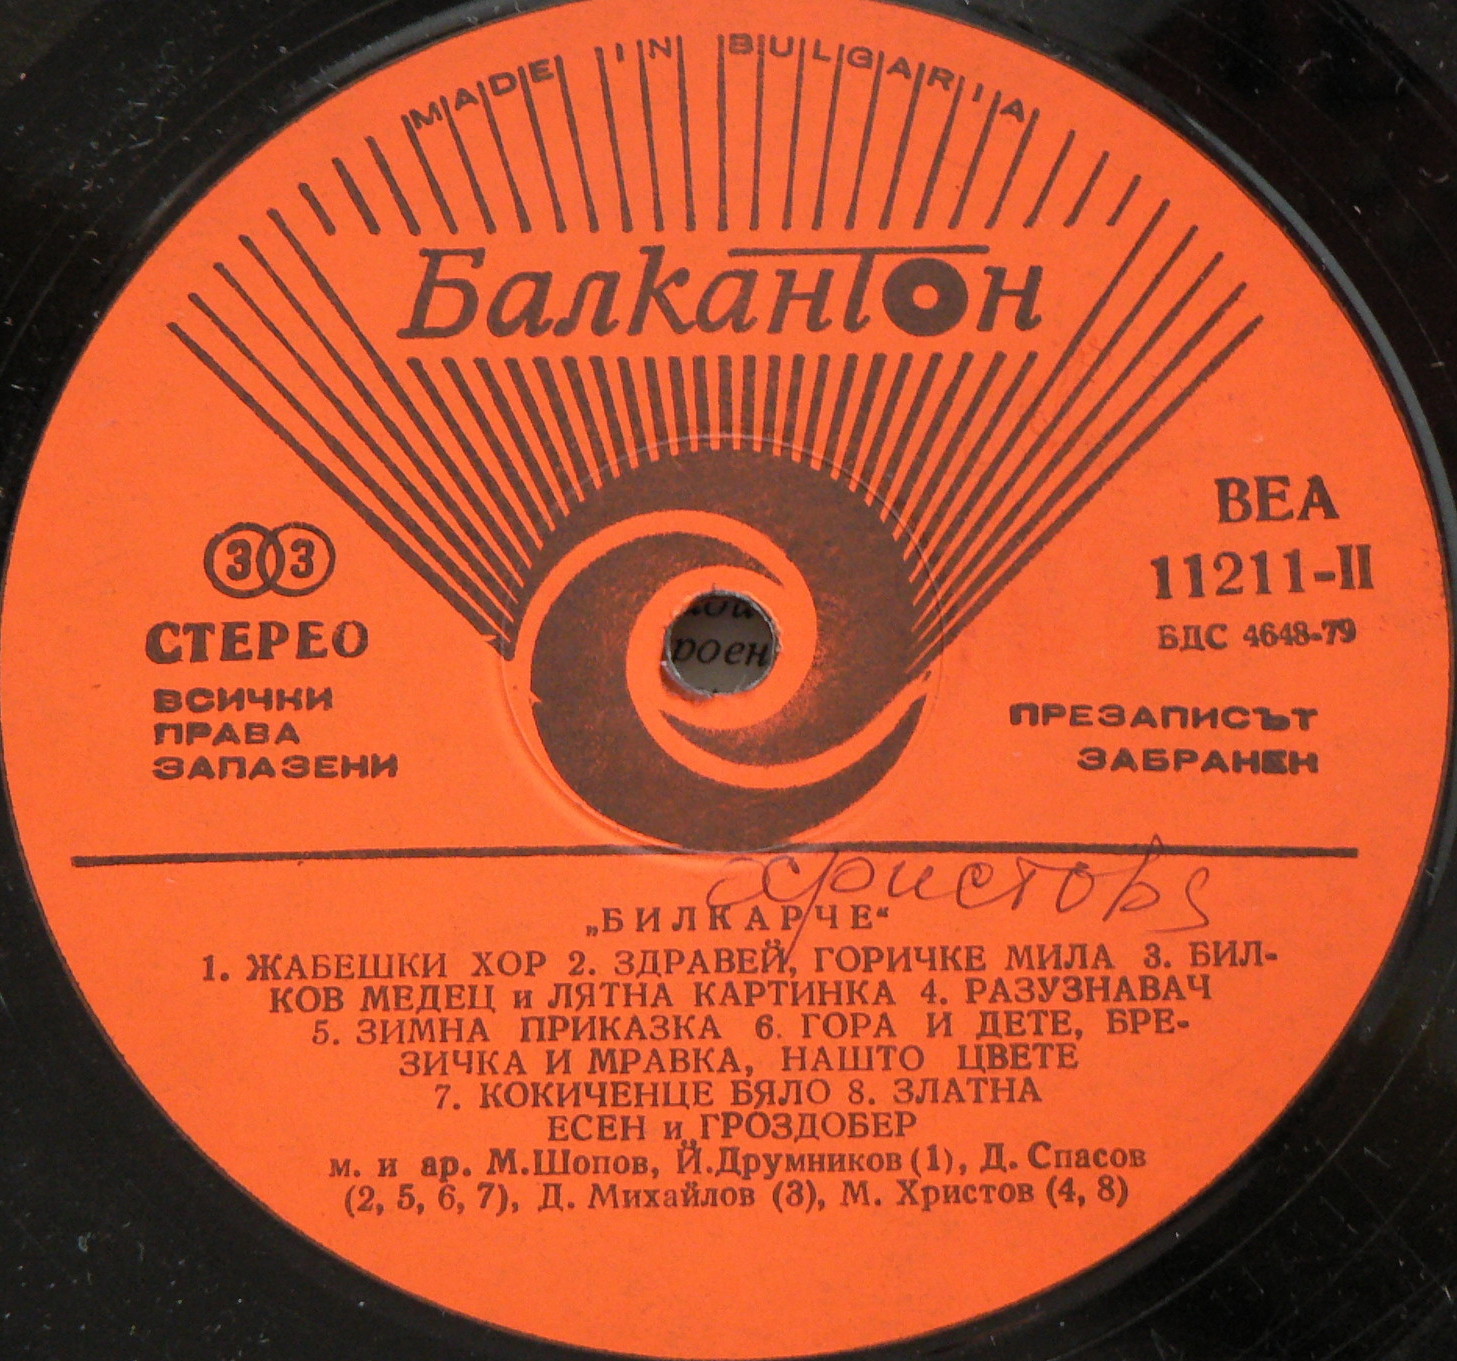 MADE IN BULGARIA
Балкантон
33
СТЕРЕО
ВСИЧКИ
ПРАВА
ЗАПАЗЕНИ
ВЕА
11211-II
БДС 4648-79
ПРЕЗАПИСЪТ
ЗАБРАНЕН
роен
Христов
„БИЛКАРЧЕ“
1. ЖАБЕШКИ ХОР 2. ЗДРАВЕЙ, ГОРИЧКЕ МИЛА 3. БИЛ-
КОВ МЕДЕЦ и ЛЯТНА КАРТИНКА 4. РАЗУЗНАВАЧ
5. ЗИМНА ПРИКАЗКА 6. ГОРА И ДЕТЕ, БРЕ-
ЗИЧКА И МРАВКА, НАШТО ЦВЕТЕ
7. КОКИЧЕНЦЕ БЯЛО 8. ЗЛАТНА
ЕСЕН и ГРОЗДОБЕР
м. и ар. М.Шопов, Й.Друмников (1), Д. Спасов
(2, 5, 6, 7), Д. Михайлов (3), М. Христов (4, 8)